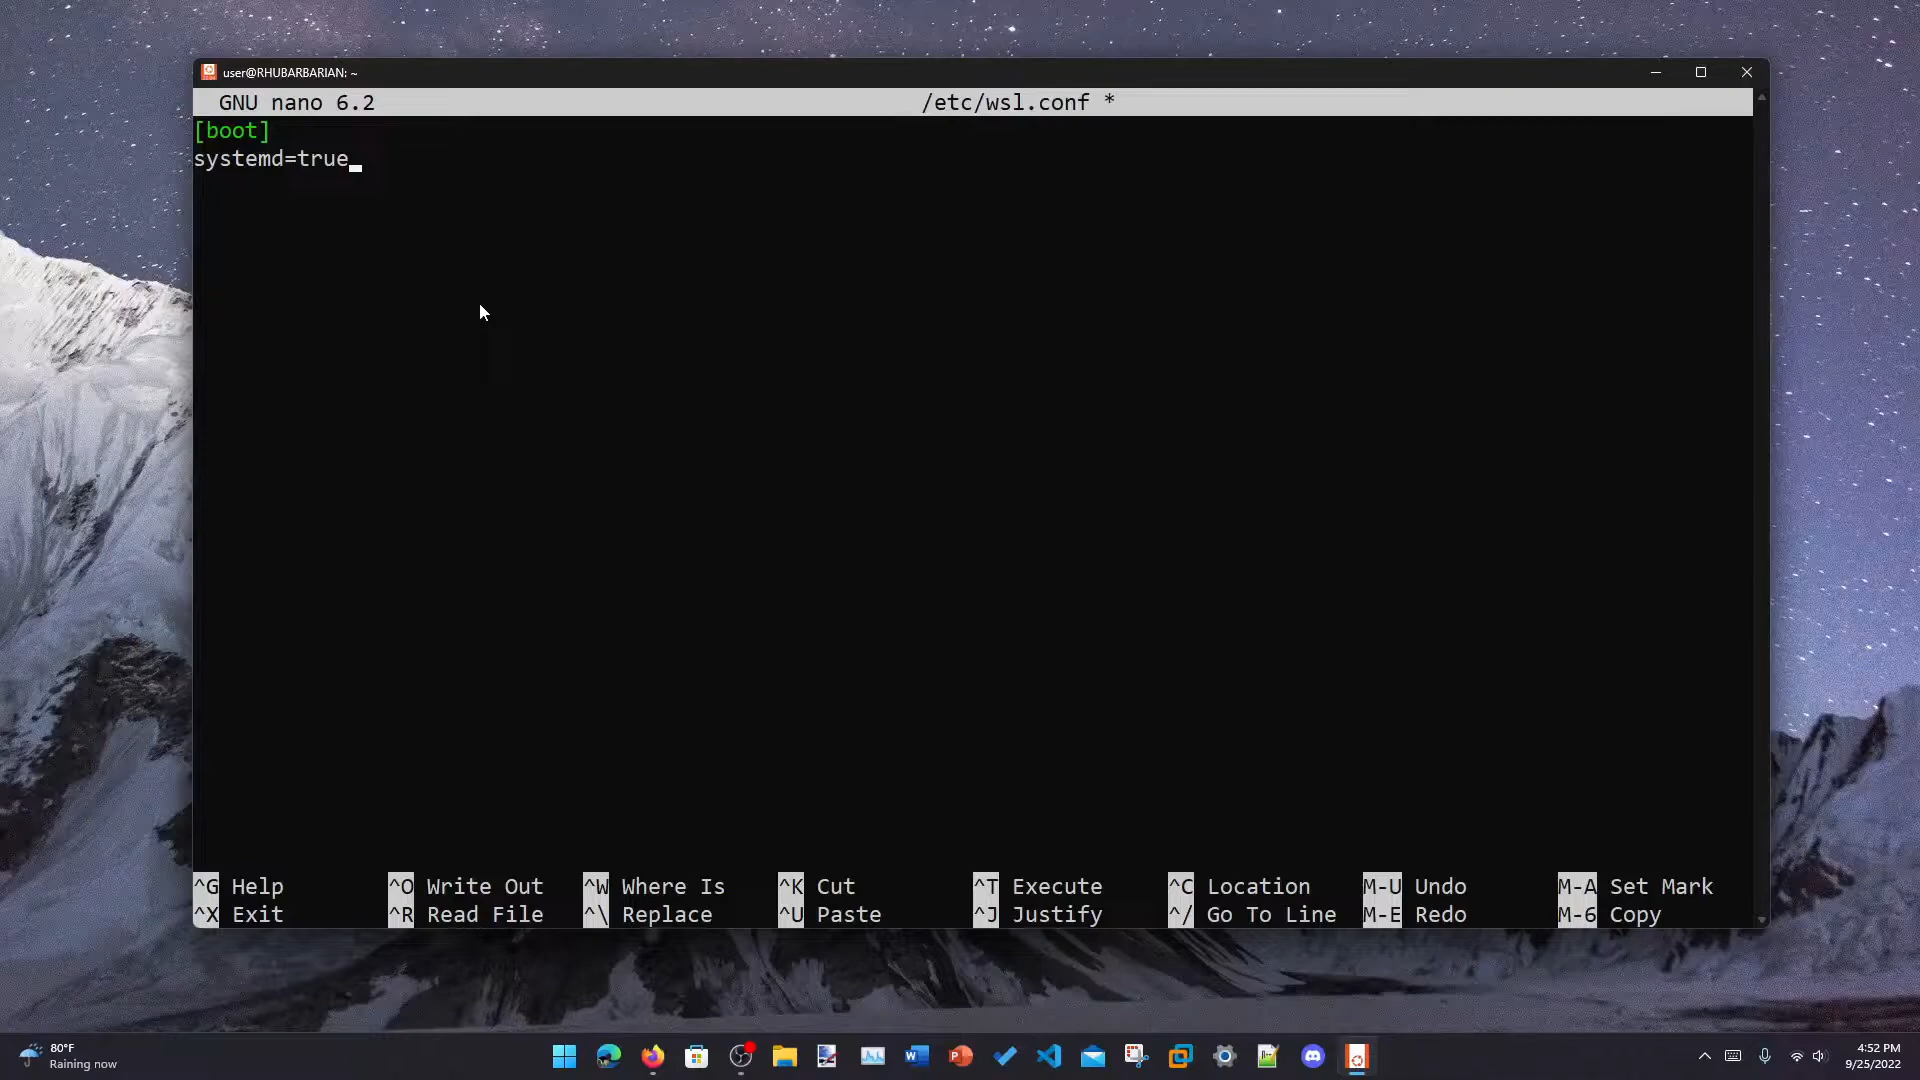 user@RHUBARBARIAN: ~
GNU nano 6.2 /etc/wsl.conf *
[boot]
systemd=true
^G Help ^O Write Out ^W Where Is ^K Cut ^T Execute ^C Location M-U Undo M-A Set Mark
^X Exit ^R Read File ^\ Replace ^U Paste ^J Justify ^/ Go To Line M-E Redo M-6 Copy
80°F
Raining now
4:52 PM
9/25/2022